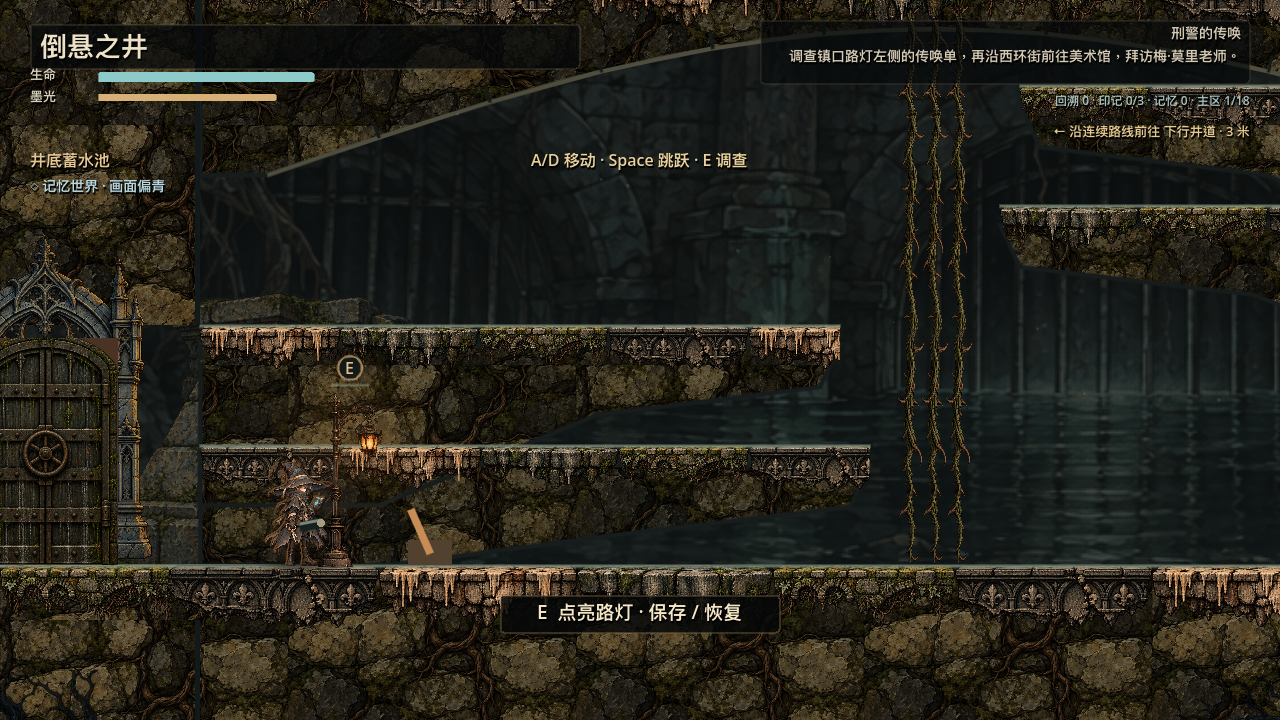 倒悬之井
生命
墨光
井底蓄水池
◇ 记忆世界 · 画面偏青
刑警的传唤
调查镇口路灯左侧的传唤单，再沿西环街前往美术馆，拜访梅·莫里老师。
回溯 0 · 印记 0/3 · 记忆 0 · 主区 1/18
← 沿连续路线前往 下行井道 · 3 米
A/D 移动 · Space 跳跃 · E 调查
E
E 点亮路灯 · 保存 / 恢复